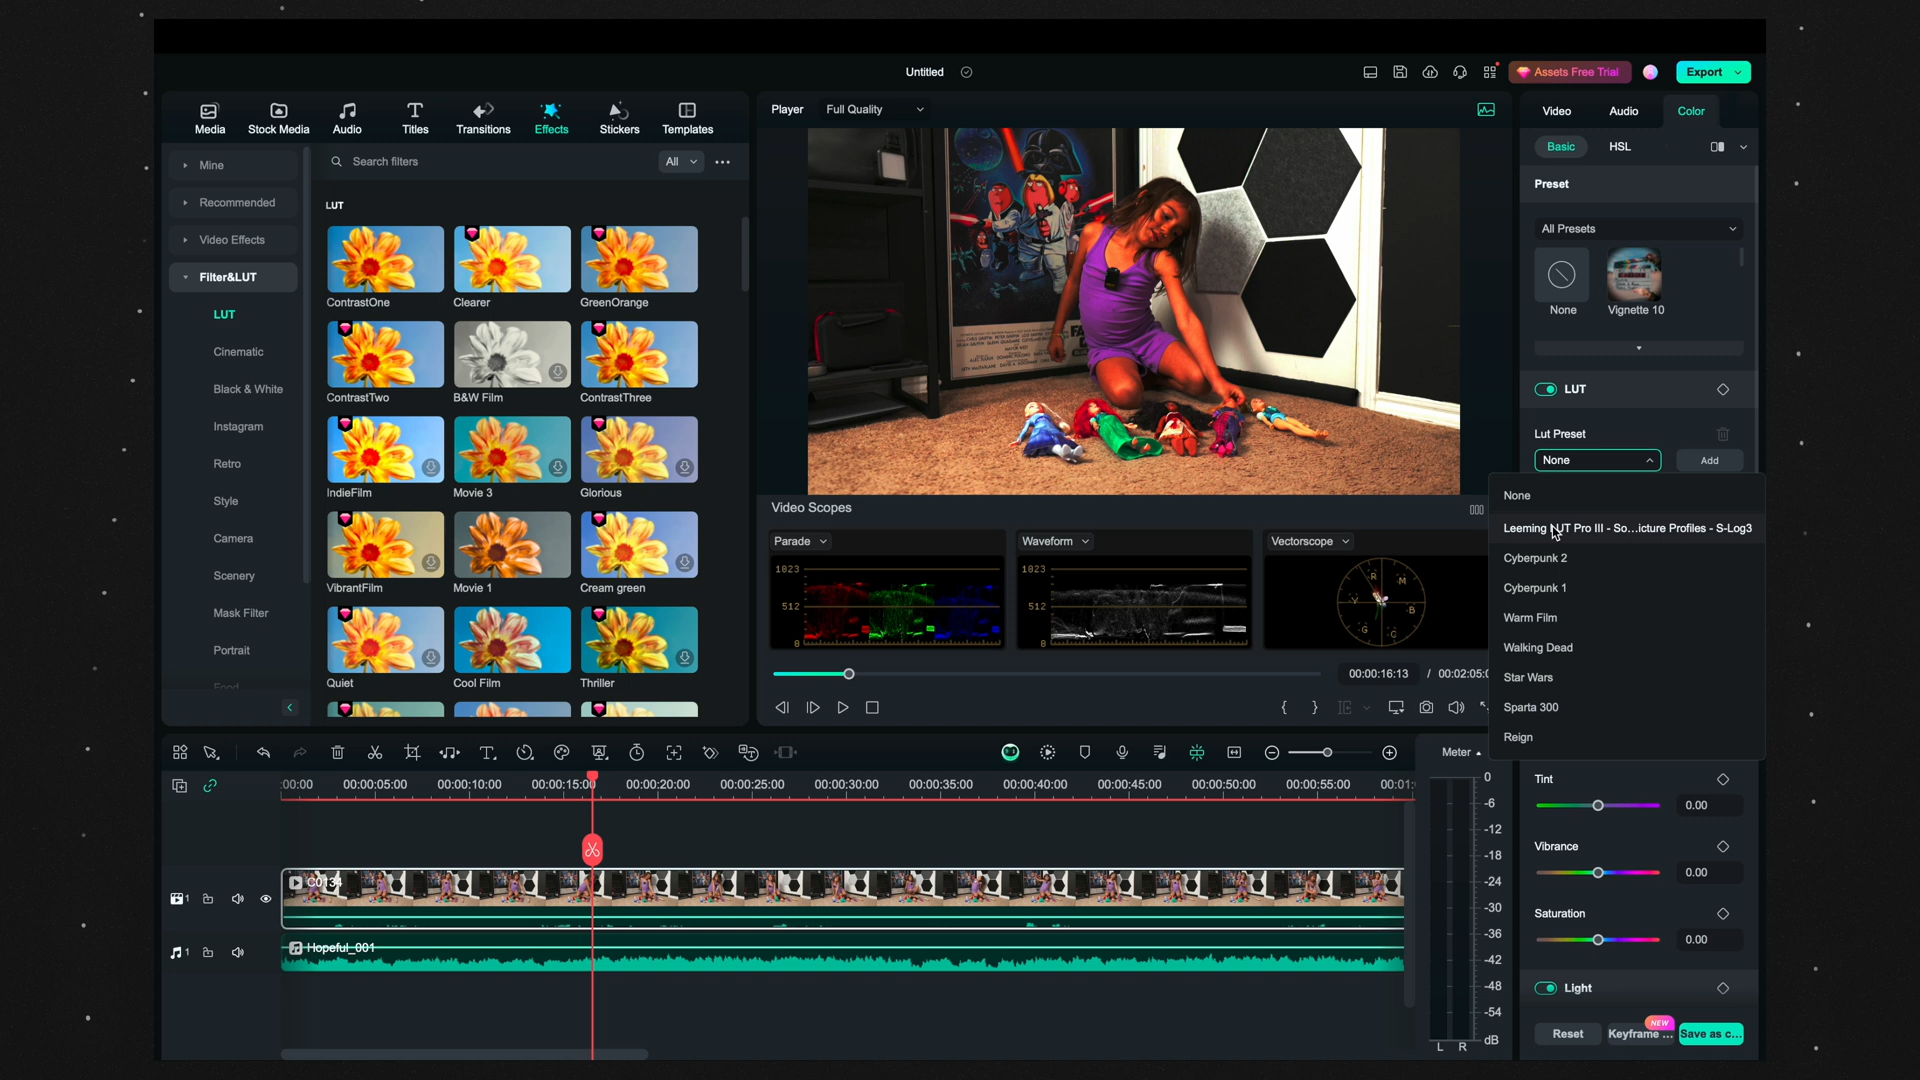 Untitled
Assets Free Trial
Export
Media
Stock Media
Audio
Titles
Transitions
Effects
Stickers
Templates
Mine
Recommended
Video Effects
Filter&LUT
LUT
Cinematic
Black & White
Instagram
Retro
Style
Camera
Scenery
Mask Filter
Portrait
Food
Search filters
All
LUT
ContrastOne
Clearer
GreenOrange
ContrastTwo
B&W Film
ContrastThree
IndieFilm
Movie 3
Glorious
VibrantFilm
Movie 1
Cream green
Quiet
Cool Film
Thriller
Player
Full Quality
Video Scopes
Parade
Waveform
Vectorscope
1023
512
0
1023
512
0
R
M
Y
B
G
C
00:00:16:13 / 00:02:05:0
Video
Audio
Color
Basic
HSL
Preset
All Presets
None
Vignette 10
LUT
Lut Preset
None
Add
None
Leeming LUT Pro III - So...icture Profiles - S-Log3
Cyberpunk 2
Cyberpunk 1
Warm Film
Walking Dead
Star Wars
Sparta 300
Reign
Tint
0.00
Vibrance
0.00
Saturation
0.00
Light
Reset
Keyframe ...
NEW
Save as c...
Meter
:00:00
00:00:05:00
00:00:10:00
00:00:15:00
00:00:20:00
00:00:25:00
00:00:30:00
00:00:35:00
00:00:40:00
00:00:45:00
00:00:50:00
00:00:55:00
00:01:
1
C0134
1
Hopeful_001
0
-6
-12
-18
-24
-30
-36
-42
-48
-54
dB
L
R